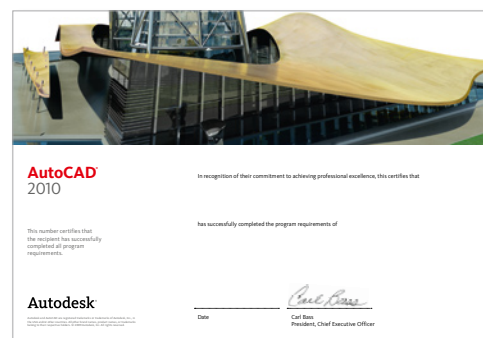 AutoCAD®
2010
In recognition of their commitment to achieving professional excellence, this certifies that
has successfully completed the program requirements of
This number certifies that
the recipient has successfully
completed all program
requirements.
Autodesk®
Carl Bass
Date
Carl Bass
President, Chief Executive Officer